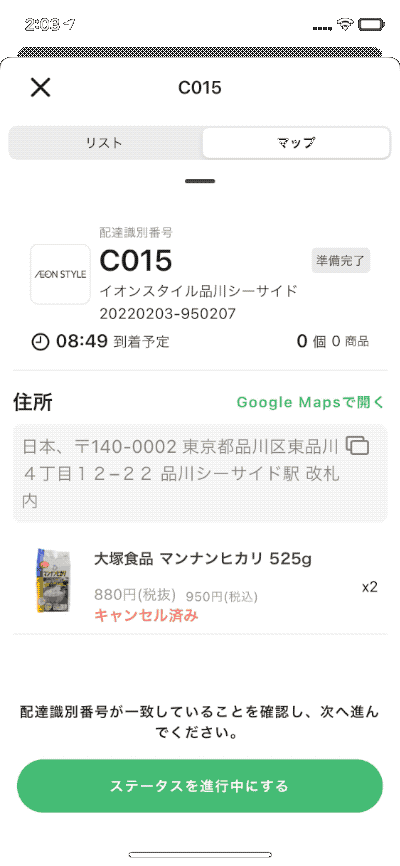 2:03
C015
リスト
マップ
配達識別番号
ÆON STYLE
C015
準備完了
イオンスタイル品川シーサイド
20220203-950207
08:49 到着予定
0 個 0 商品
住所
Google Mapsで開く
日本、〒140-0002 東京都品川区東品川
４丁目１２−２２ 品川シーサイド駅 改札
内
大塚食品 マンナンヒカリ 525g
880円(税抜) 950円(税込)
x2
キャンセル済み
配達識別番号が一致していることを確認し、次へ進ん
でください。
ステータスを進行中にする